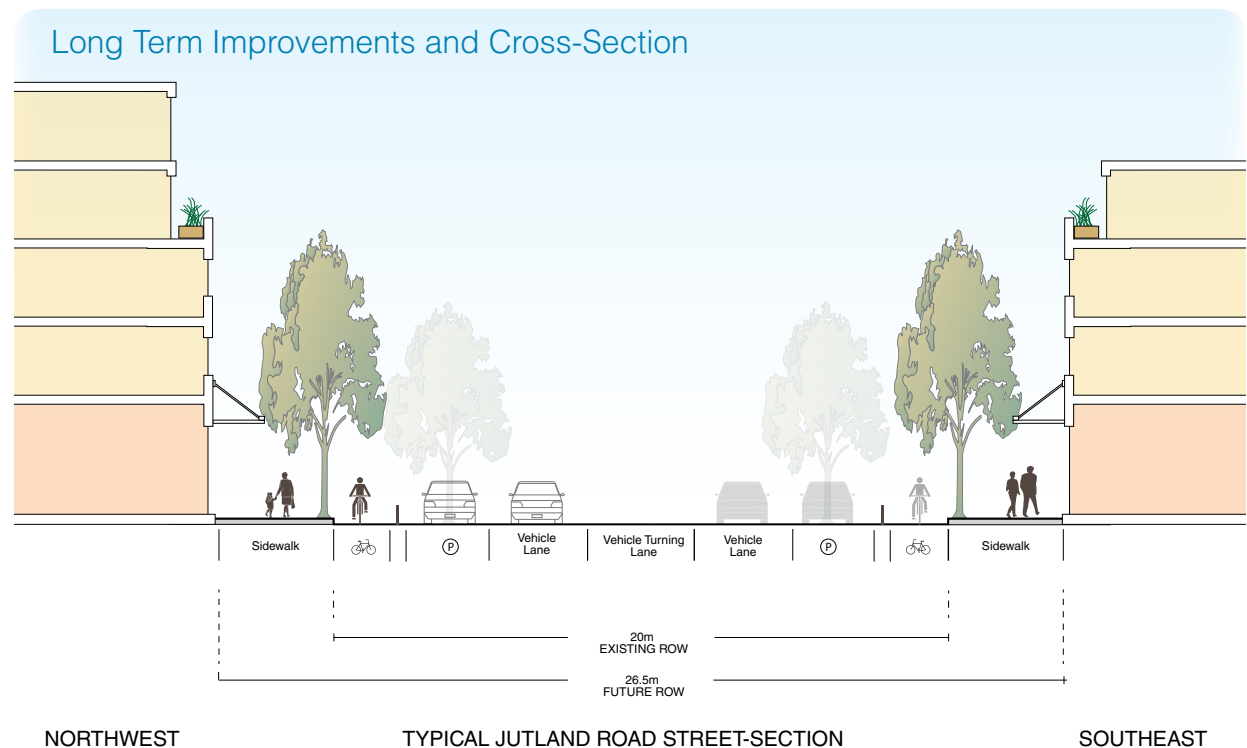 Long Term Improvements and Cross-Section
Sidewalk
P
Vehicle
Lane
Vehicle Turning
Lane
Vehicle
Lane
P
Sidewalk
20m
EXISTING ROW
26.5m
FUTURE ROW
NORTHWEST
TYPICAL JUTLAND ROAD STREET-SECTION
SOUTHEAST